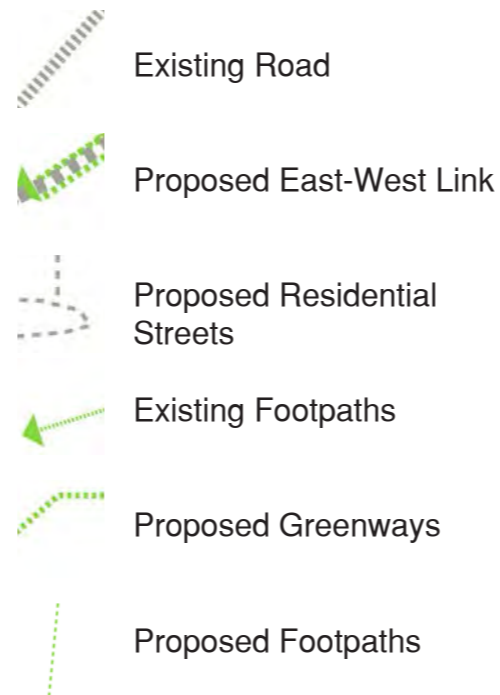 Existing Road
Proposed East-West Link
Proposed Residential
Streets
Existing Footpaths
Proposed Greenways
Proposed Footpaths